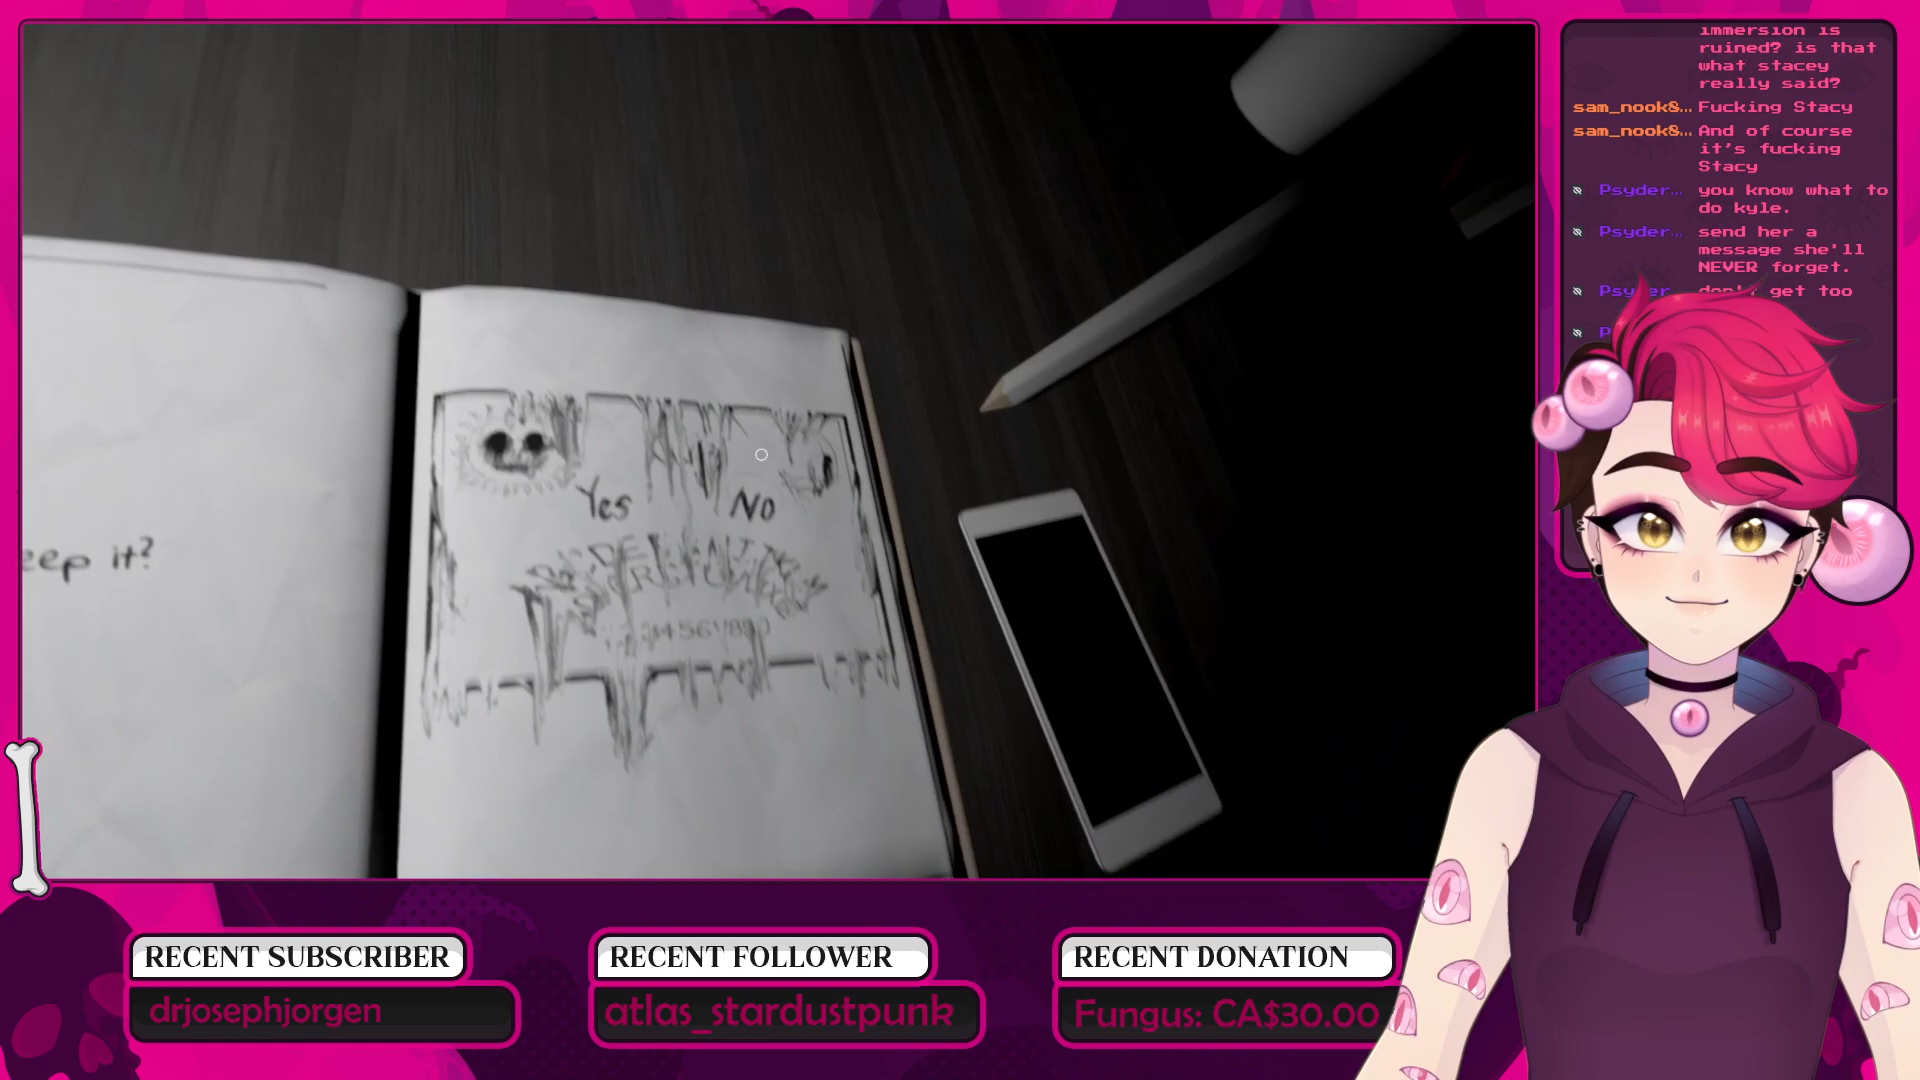 immersion is
ruined? is that
what stacey
really said?
sam_nook&... Fucking Stacy
sam_nook&... And of course
it's fucking
Stacy
Psyder... you know what to
do kyle.
Psyder... send her a
message she'll
NEVER forget.
get too
eep it?
Yes No
RECENT SUBSCRIBER
drjosephjorgen
RECENT FOLLOWER
atlas_stardustpunk
RECENT DONATION
Fungus: CA$30.00